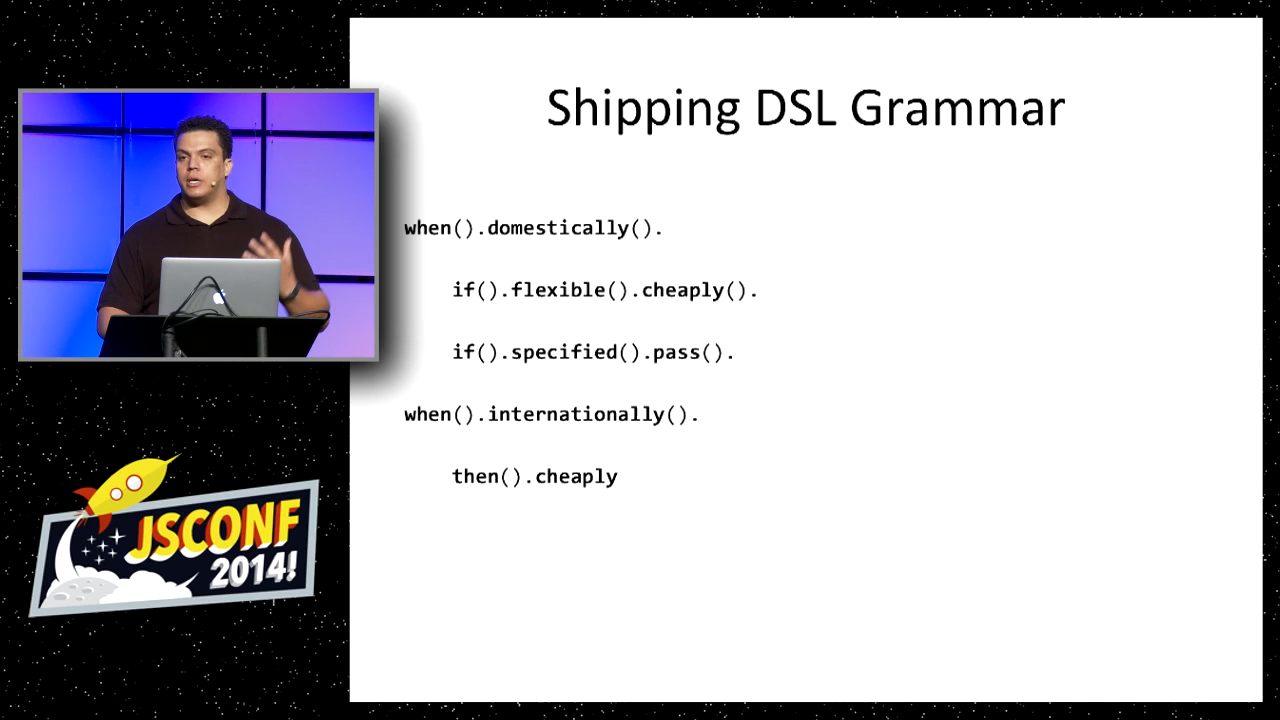 Shipping DSL Grammar
when().domestically().
if().flexible().cheaply().
if().specified().pass().
when().internationally().
then().cheaply
JSCONF
2014!